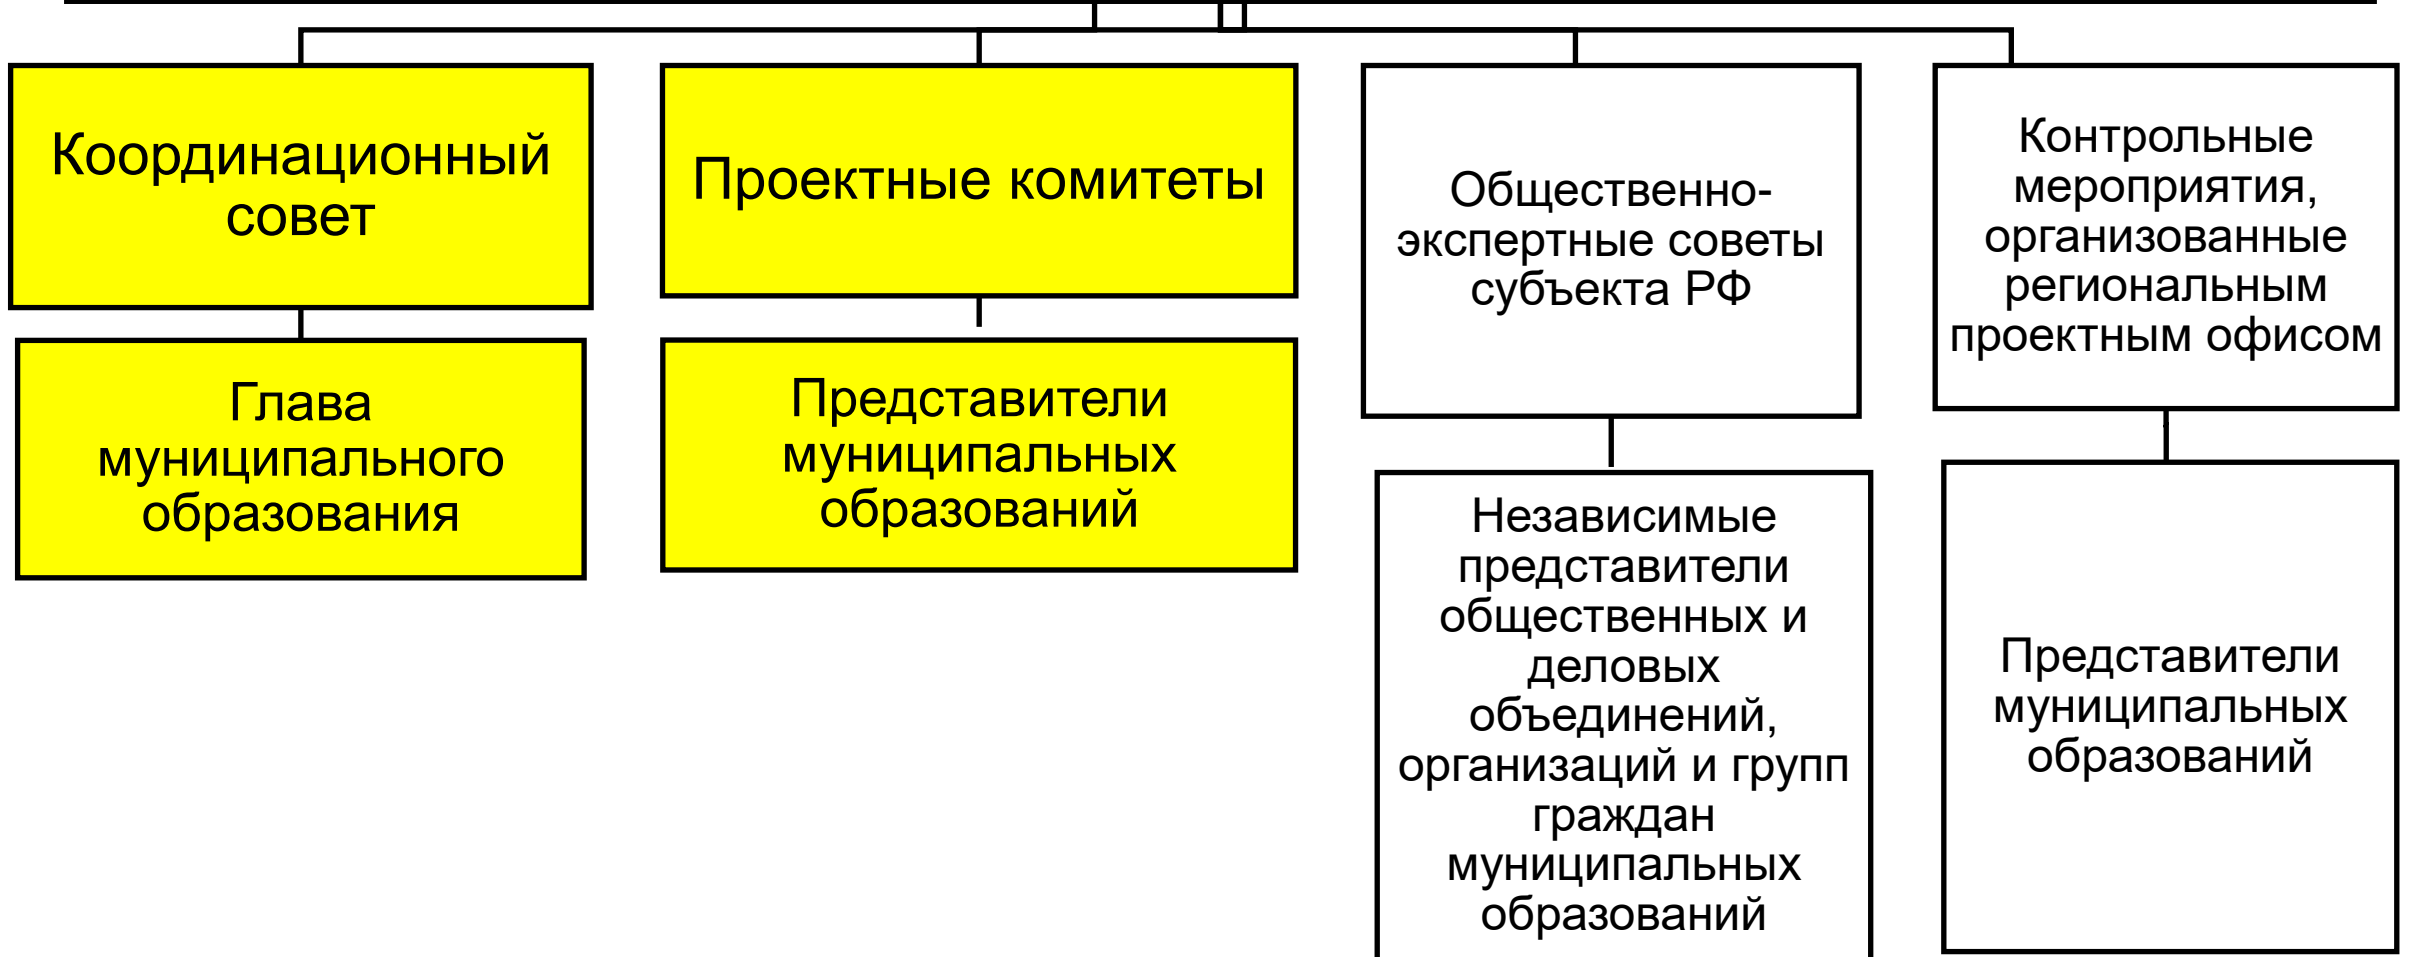 Координационный
совет
Глава
муниципального
образования
Проектные комитеты
Представители
муниципальных
образований
Общественно-
экспертные советы
субъекта РФ
Независимые
представители
общественных и
деловых
объединений,
организаций и групп
граждан
муниципальных
образований
Контрольные
мероприятия,
организованные
региональным
проектным офисом
Представители
муниципальных
образований